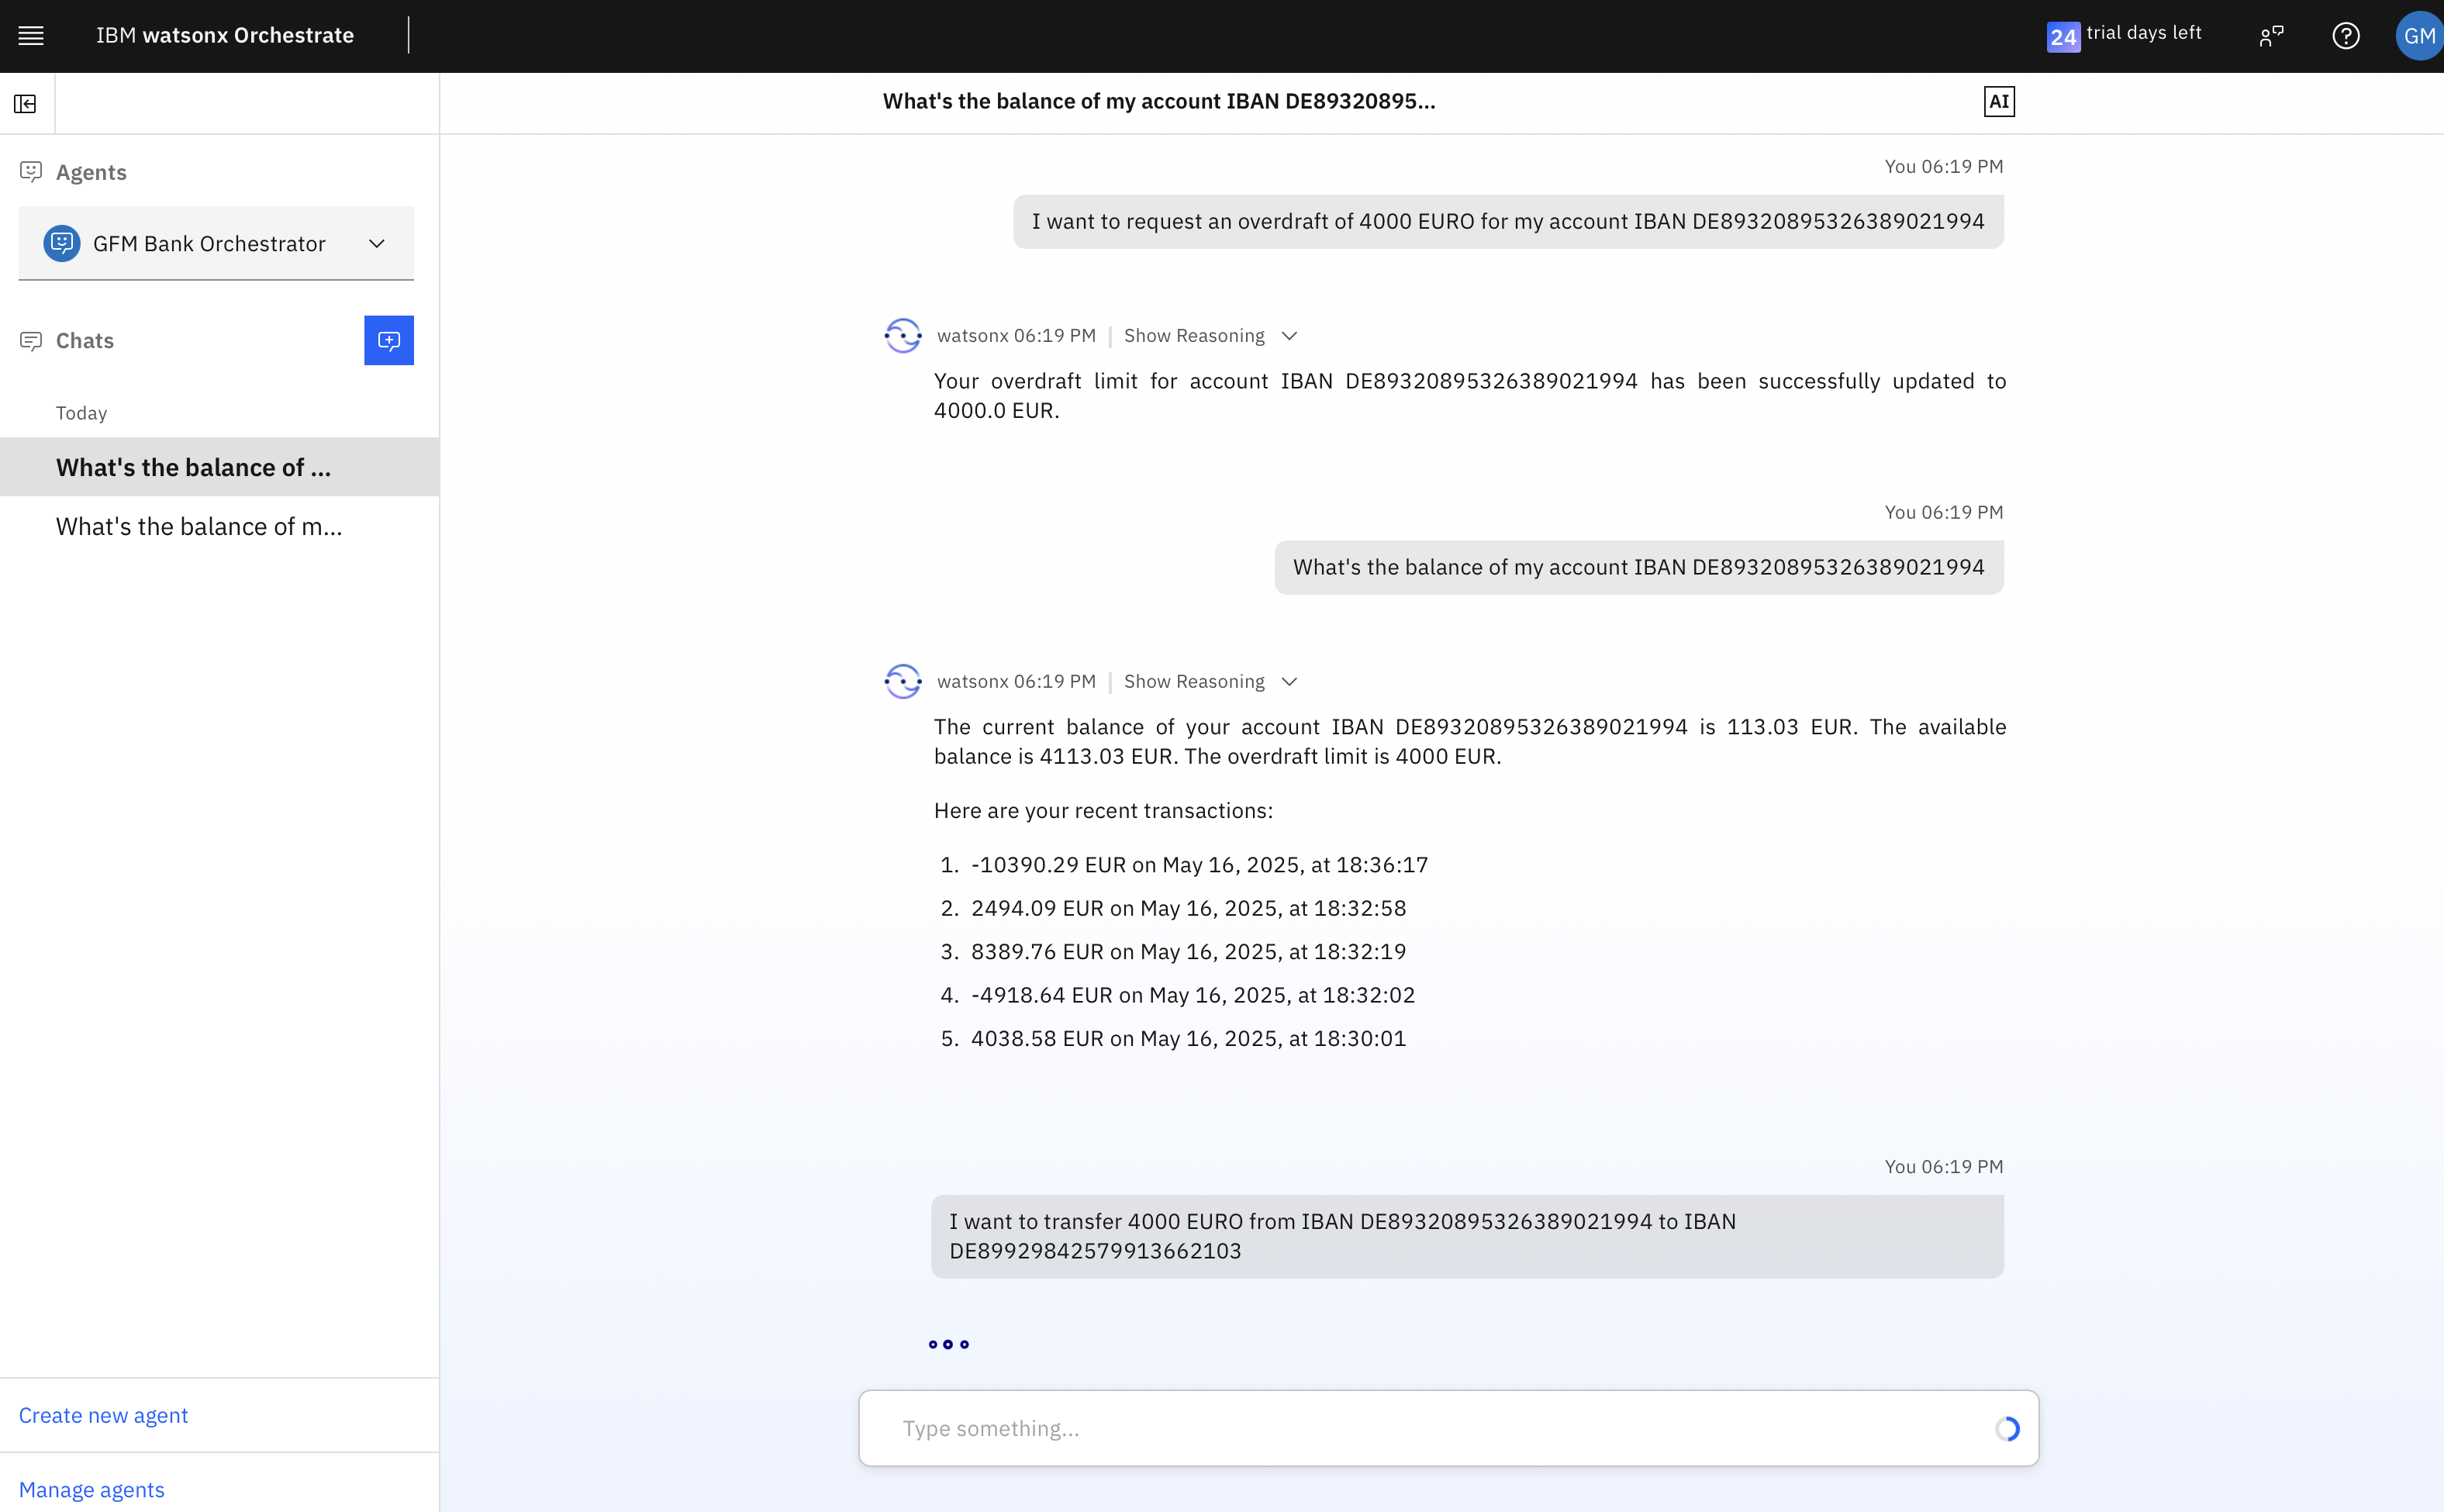 IBM watsonx Orchestrate
24 trial days left
GM
What's the balance of my account IBAN DE89320895...
AI
Agents
GFM Bank Orchestrator
Chats
Today
What's the balance of ...
What's the balance of m...
Create new agent
Manage agents
You 06:19 PM
I want to request an overdraft of 4000 EURO for my account IBAN DE89320895326389021994
watsonx 06:19 PM | Show Reasoning
Your overdraft limit for account IBAN DE89320895326389021994 has been successfully updated to
4000.0 EUR.
You 06:19 PM
What's the balance of my account IBAN DE89320895326389021994
watsonx 06:19 PM | Show Reasoning
The current balance of your account IBAN DE89320895326389021994 is 113.03 EUR. The available
balance is 4113.03 EUR. The overdraft limit is 4000 EUR.
Here are your recent transactions:
1. -10390.29 EUR on May 16, 2025, at 18:36:17
2. 2494.09 EUR on May 16, 2025, at 18:32:58
3. 8389.76 EUR on May 16, 2025, at 18:32:19
4. -4918.64 EUR on May 16, 2025, at 18:32:02
5. 4038.58 EUR on May 16, 2025, at 18:30:01
You 06:19 PM
I want to transfer 4000 EURO from IBAN DE89320895326389021994 to IBAN
DE89929842579913662103
Type something...